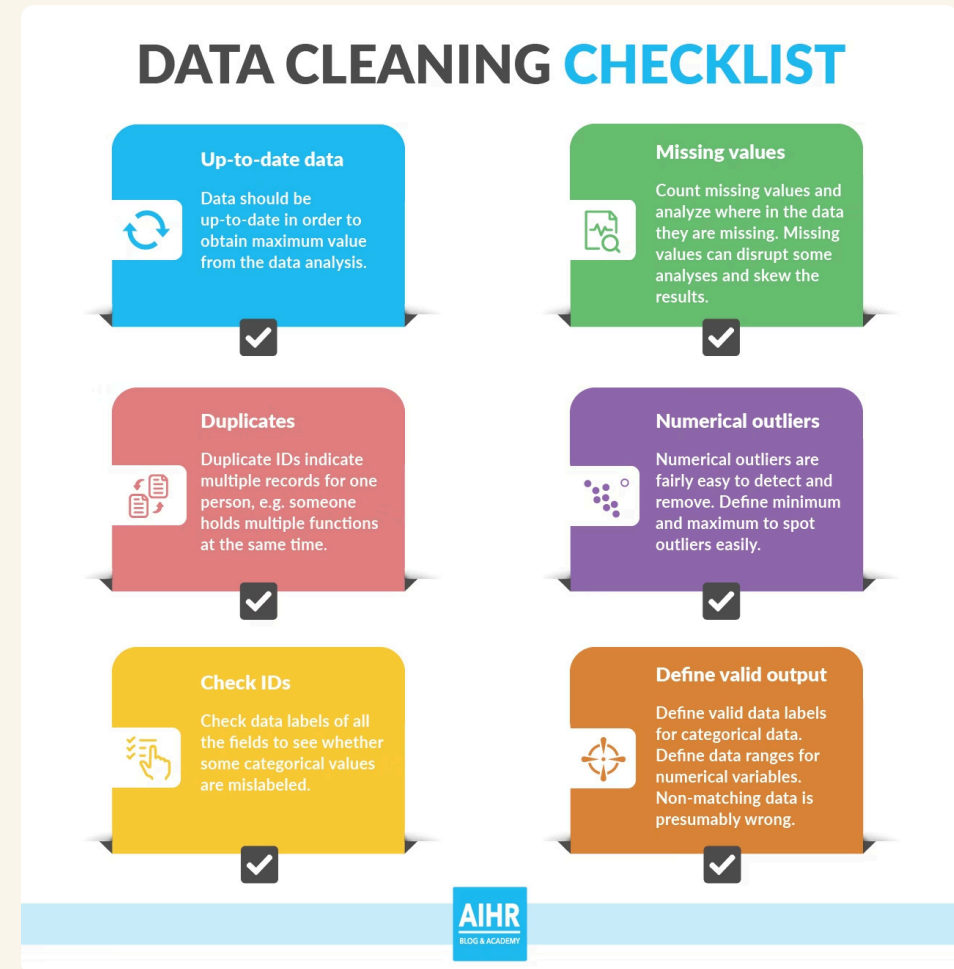 DATA CLEANING CHECKLIST
Up-to-date data
Data should be
up-to-date in order to
obtain maximum value
from the data analysis.
Missing values
Count missing values and
analyze where in the data
they are missing. Missing
values can disrupt some
analyses and skew the
results.
Duplicates
Duplicate IDs indicate
multiple records for one
person, e.g. someone
holds multiple functions
at the same time.
Numerical outliers
Numerical outliers are
fairly easy to detect and
remove. Define minimum
and maximum to spot
outliers easily.
Check IDs
Check data labels of all
the fields to see whether
some categorical values
are mislabeled.
Define valid output
Define valid data labels
for categorical data.
Define data ranges for
numerical variables.
Non-matching data is
presumably wrong.
AIHR
BLOG & ACADEMY